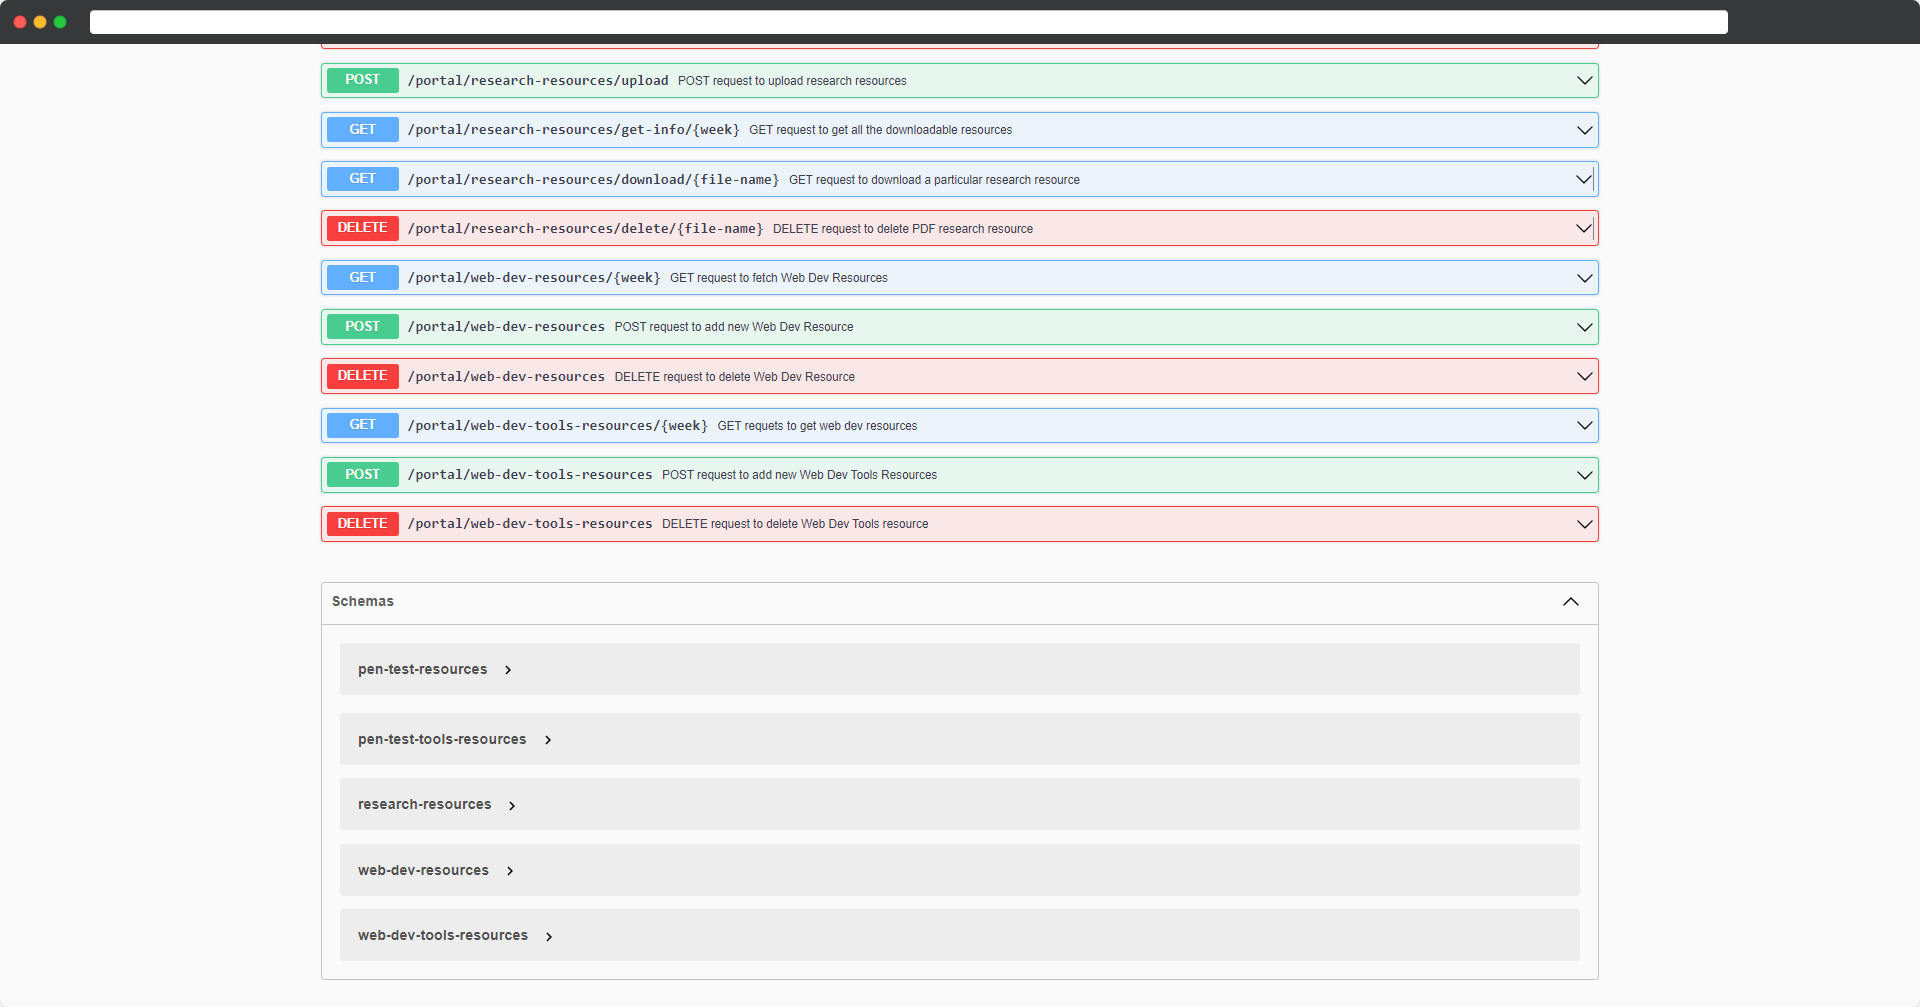 POST /portal/research-resources/upload POST request to upload research resources
GET /portal/research-resources/get-info/{week} GET request to get all the downloadable resources
GET /portal/research-resources/download/{file-name} GET request to download a particular research resource
DELETE /portal/research-resources/delete/{file-name} DELETE request to delete PDF research resource
GET /portal/web-dev-resources/{week} GET request to fetch Web Dev Resources
POST /portal/web-dev-resources POST request to add new Web Dev Resource
DELETE /portal/web-dev-resources DELETE request to delete Web Dev Resource
GET /portal/web-dev-tools-resources/{week} GET requets to get web dev resources
POST /portal/web-dev-tools-resources POST request to add new Web Dev Tools Resources
DELETE /portal/web-dev-tools-resources DELETE request to delete Web Dev Tools resource
Schemas
pen-test-resources
pen-test-tools-resources
research-resources
web-dev-resources
web-dev-tools-resources